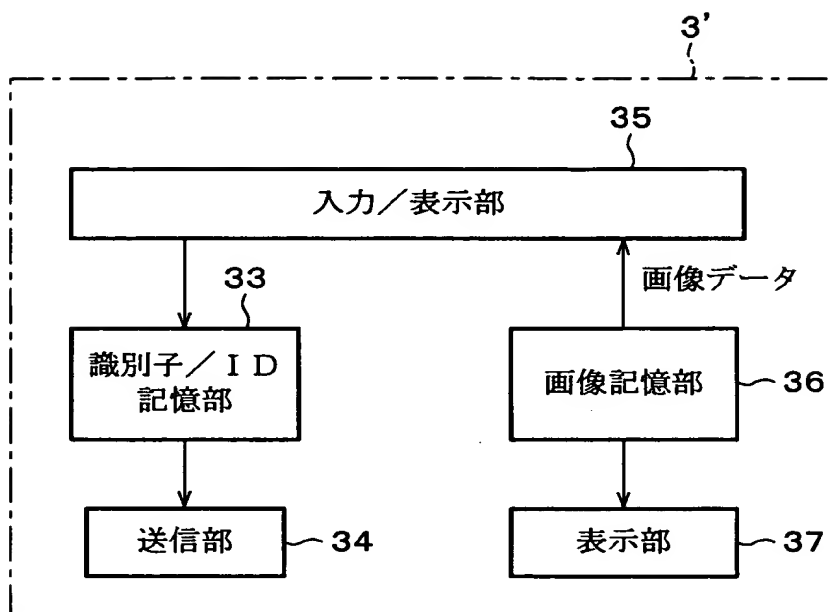 3'
35
入力／表示部
33
画像データ
識別子／ＩＤ
記憶部
画像記憶部
36
送信部
34
表示部
37